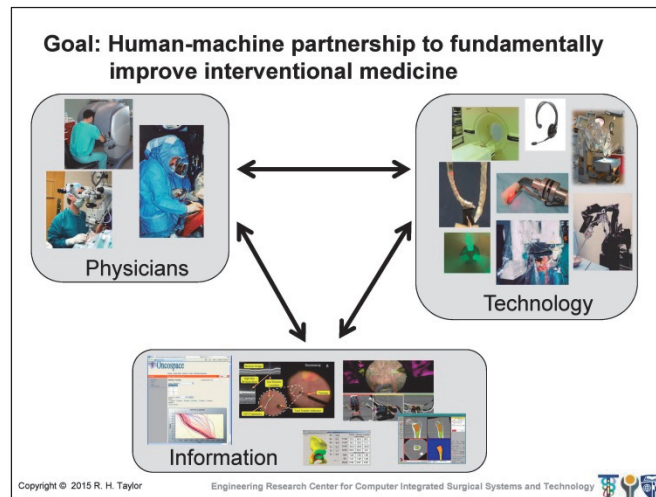 Goal: Human-machine partnership to fundamentally
improve interventional medicine
Physicians
Technology
Oncospace
Information
Copyright © 2015 R. H. Taylor
Engineering Research Center for Computer Integrated Surgical Systems and Technology